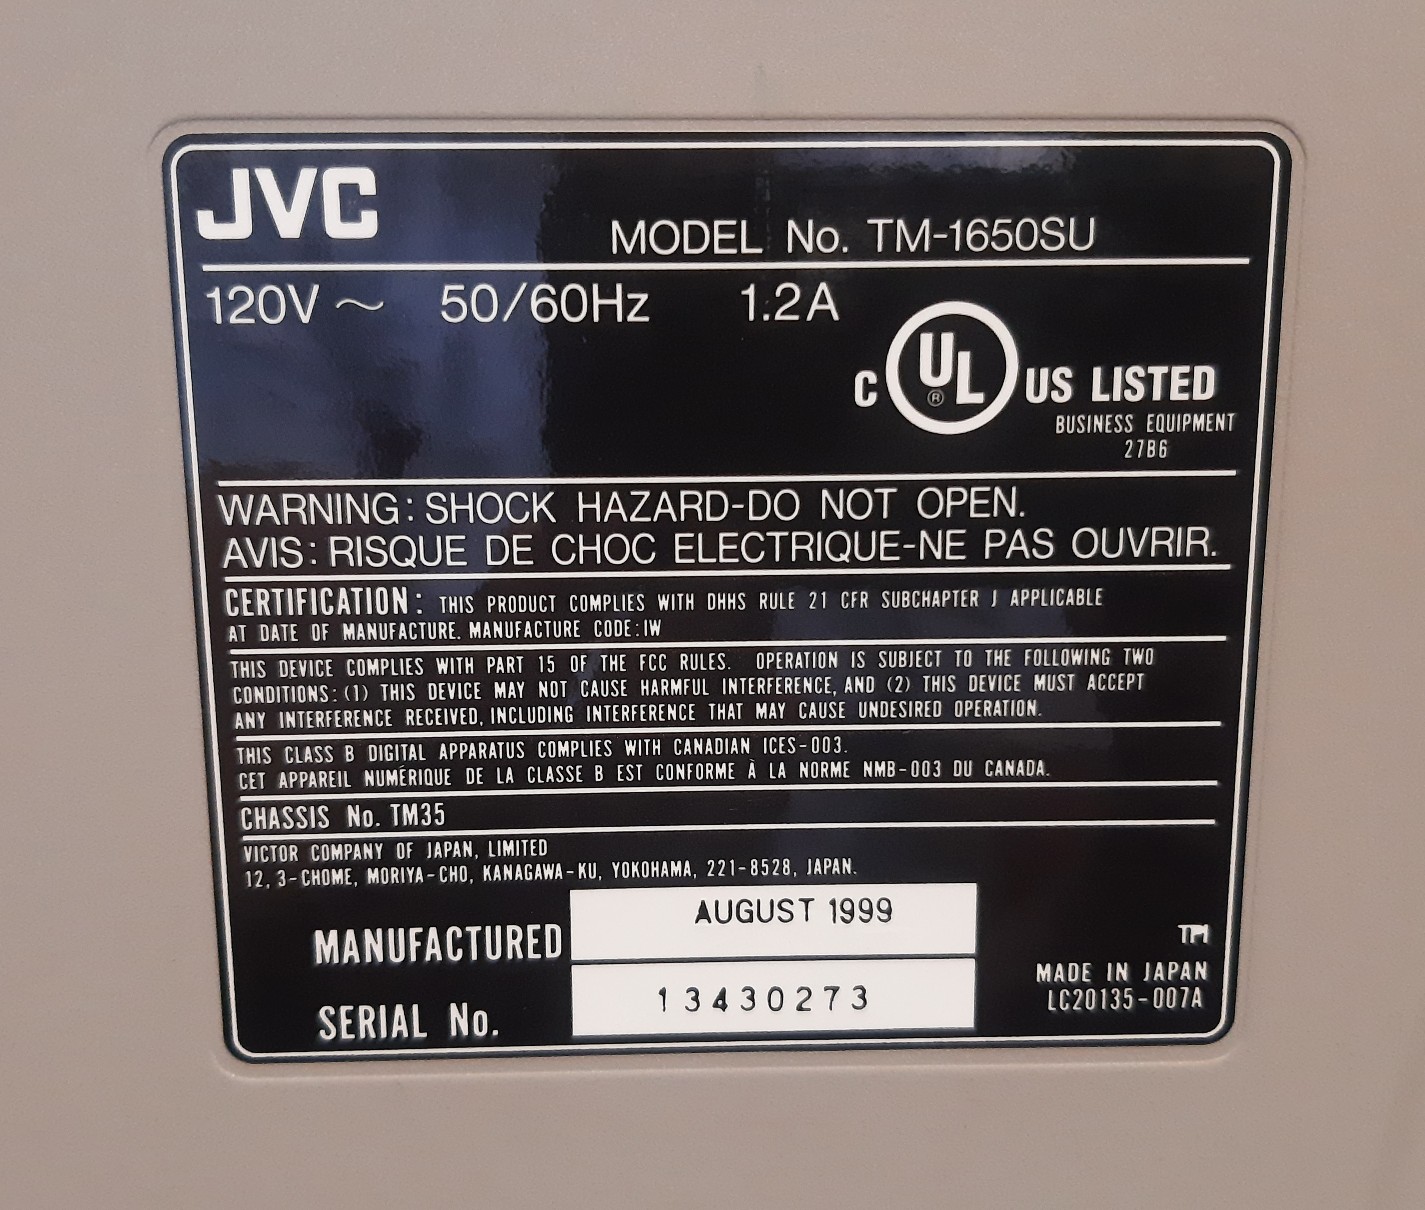 JVC
MODEL No. TM-1650SU
120V ～ 50/60Hz 1.2A
C UL ® US LISTED
BUSINESS EQUIPMENT
27B6
WARNING: SHOCK HAZARD-DO NOT OPEN.
AVIS: RISQUE DE CHOC ELECTRIQUE-NE PAS OUVRIR.
CERTIFICATION: THIS PRODUCT COMPLIES WITH DHHS RULE 21 CFR SUBCHAPTER J APPLICABLE
AT DATE OF MANUFACTURE. MANUFACTURE CODE:IW
THIS DEVICE COMPLIES WITH PART 15 OF THE FCC RULES. OPERATION IS SUBJECT TO THE FOLLOWING TWO
CONDITIONS:(1) THIS DEVICE MAY NOT CAUSE HARMFUL INTERFERENCE, AND (2) THIS DEVICE MUST ACCEPT
ANY INTERFERENCE RECEIVED, INCLUDING INTERFERENCE THAT MAY CAUSE UNDESIRED OPERATION.
THIS CLASS B DIGITAL APPARATUS COMPLIES WITH CANADIAN ICES-003.
CET APPAREIL NUMÉRIQUE DE LA CLASSE B EST CONFORME À LA NORME NMB-003 DU CANADA.
CHASSIS No. TM35
VICTOR COMPANY OF JAPAN, LIMITED
12, 3-CHOME, MORIYA-CHO, KANAGAWA-KU, YOKOHAMA, 221-8528, JAPAN.
MANUFACTURED AUGUST 1999
SERIAL No. 13430273
MADE IN JAPAN
LC20135-007A